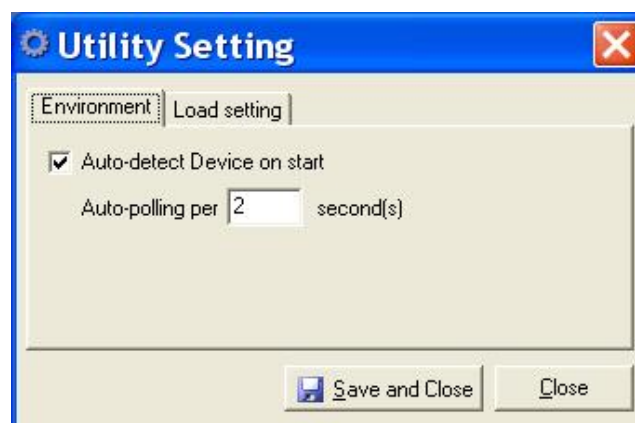 Utility Setting
Environment Load setting
Auto-detect Device on start
Auto-polling per 2 second(s)
Save and Close Close